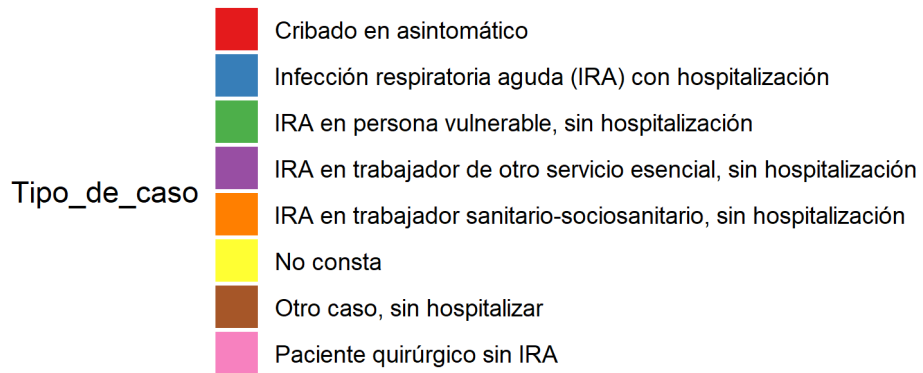 Cribado en asintomático
Infección respiratoria aguda (IRA) con hospitalización
IRA en persona vulnerable, sin hospitalización
IRA en trabajador de otro servicio esencial, sin hospitalización
Tipo_de_caso
IRA en trabajador sanitario-sociosanitario, sin hospitalización
No consta
Otro caso, sin hospitalizar
Paciente quirúrgico sin IRA